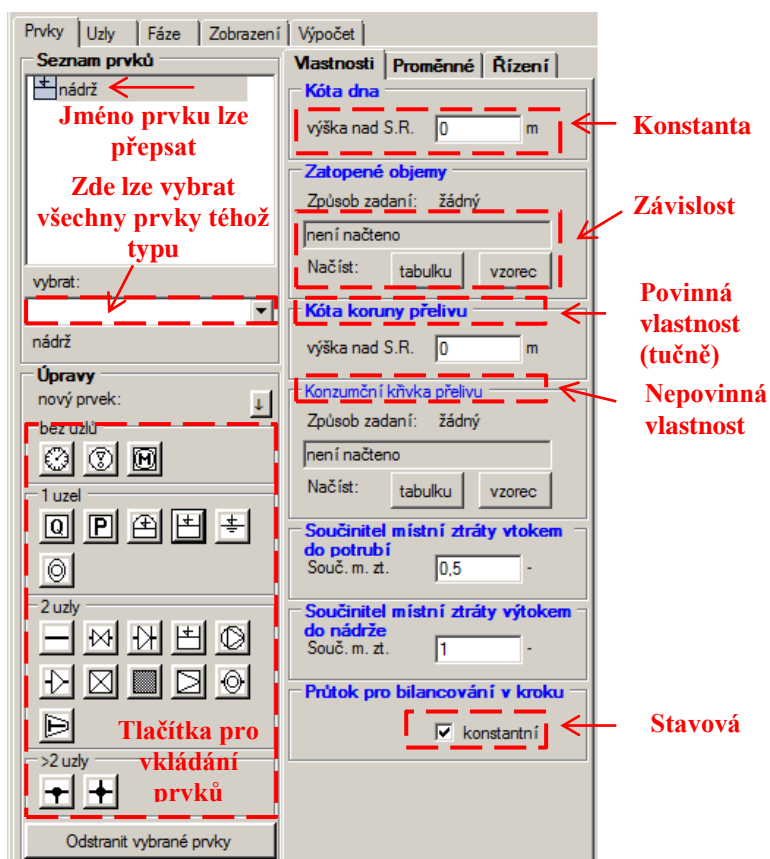 Prvky Uzly Fáze Zobrazení Výpočet
Seznam prvků
nádrž
Jméno prvku lze
přepsat
Zde lze vybrat
všechny prvky téhož
typu
vybrat:
nádrž
Úpravy
nový prvek:
bez uzlů
M
1 uzel
Q P
2 uzly
Tlačítka pro
vkládání
prvků
>2 uzly
Odstranit vybrané prvky
Vlastnosti Proměnné Řízení
Kóta dna
výška nad S.R. 0 m
Konstanta
Zatopené objemy
Způsob zadaní: žádný
není načteno
Načíst: tabulku vzorec
Závislost
Kóta koruny přelivu
výška nad S.R. 0 m
Povinná
vlastnost
(tučně)
Konzumční křivka přelivu
Způsob zadaní: žádný
není načteno
Načíst: tabulku vzorec
Nepovinná
vlastnost
Součinitel místní ztráty vtokem
do potrubí
Souč. m. zt. 0,5 -
Součinitel místní ztráty výtokem
do nádrže
Souč. m. zt. 1 -
Průtok pro bilancování v kroku
konstantní
Stavová